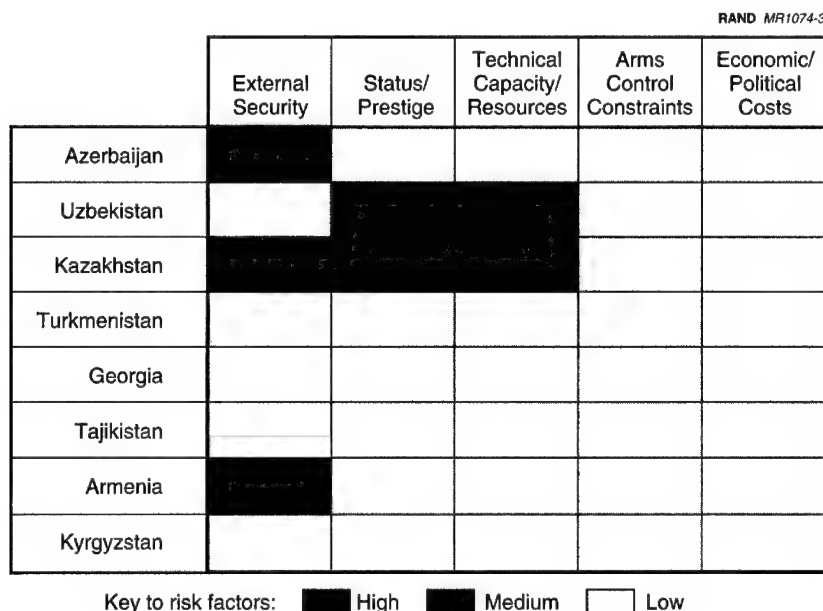 RAND MR1074-3
External Security
Status/ Prestige
Technical Capacity/ Resources
Arms Control Constraints
Economic/ Political Costs
Azerbaijan
Uzbekistan
Kazakhstan
Turkmenistan
Georgia
Tajikistan
Armenia
Kyrgyzstan
Key to risk factors: High Medium Low